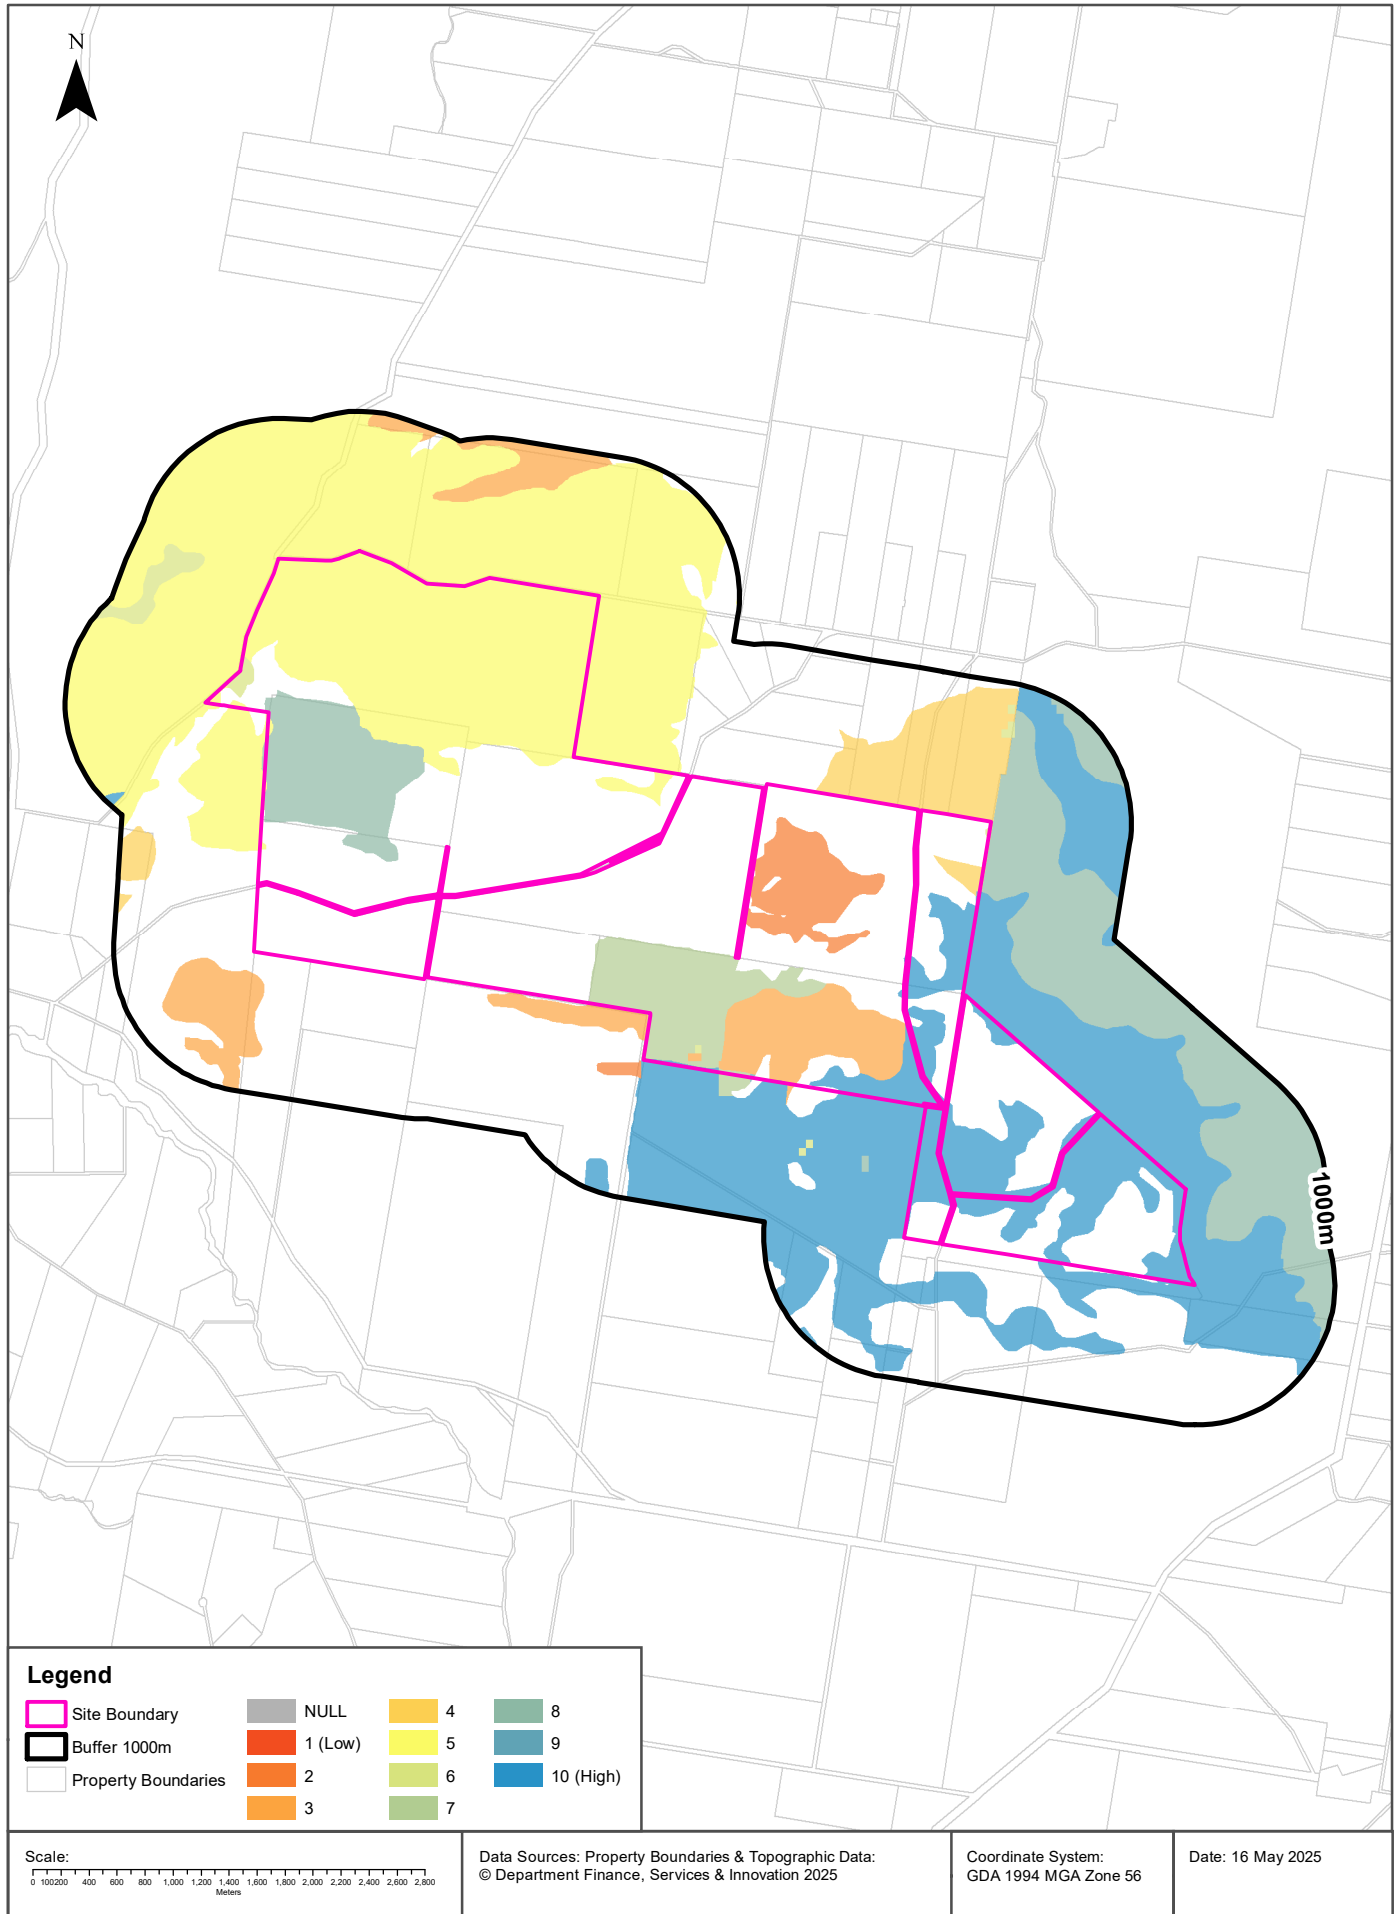 N
1000m
Legend
Site Boundary
Buffer 1000m
Property Boundaries
NULL
1 (Low)
2
3
4
5
6
7
8
9
10 (High)
Scale:
0 100200 400 600 800 1,000 1,200 1,400 1,600 1,800 2,000 2,200 2,400 2,600 2,800
Meters
Data Sources: Property Boundaries & Topographic Data:
© Department Finance, Services & Innovation 2025
Coordinate System:
GDA 1994 MGA Zone 56
Date: 16 May 2025